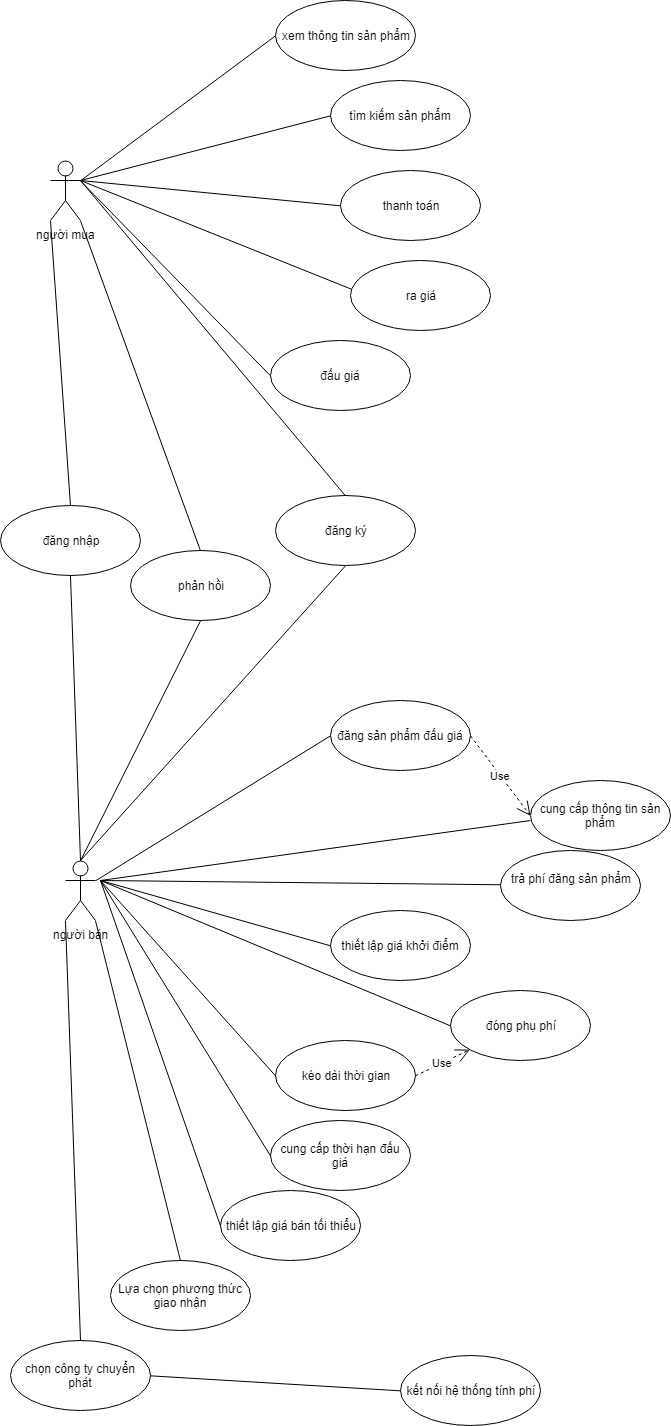 xem thông tin sản phẩm
tìm kiếm sản phẩm
thanh toán
người mua
ra giá
đấu giá
đăng ký
đăng nhập
phản hồi
đăng sản phẩm đấu giá
Use
cung cấp thông tin sản
phẩm
trả phí đăng sản phẩm
người bán
thiết lập giá khởi điểm
đóng phụ phí
Use
kéo dài thời gian
cung cấp thời hạn đấu
giá
thiết lập giá bán tối thiểu
Lựa chọn phương thức
giao nhận
chọn công ty chuyển
phát
kết nối hệ thống tính phí